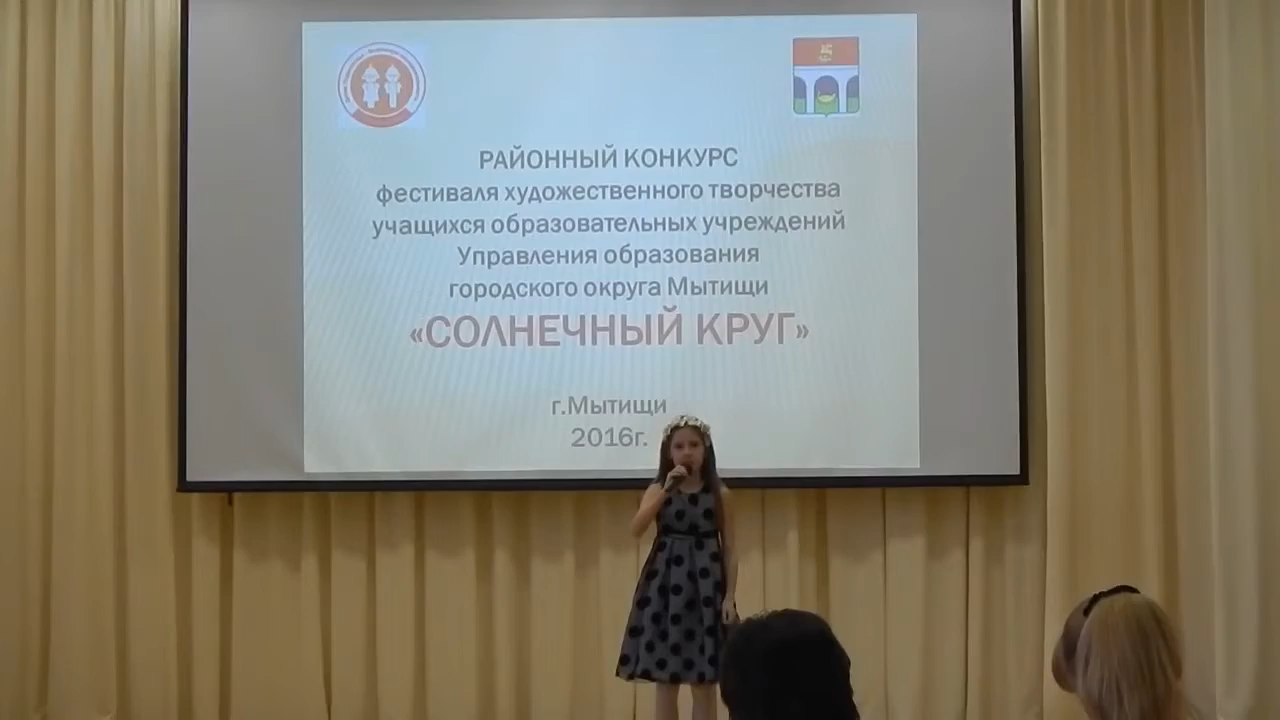 РАЙОННЫЙ КОНКУРС
фестиваля художественного творчества
учащихся образовательных учреждений
Управления образования
городского округа Мытищи
«СОЛНЕЧНЫЙ КРУГ»
г.Мытищи
2016г.